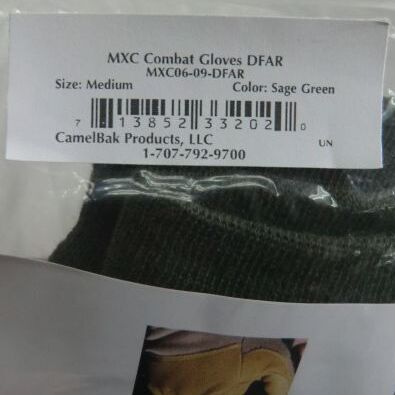 MXC Combat Gloves DFAR
MXC06-09-DFAR
Size: Medium Color: Sage Green
7 13852 33202 0
CamelBak Products, LLC UN
1-707-792-9700